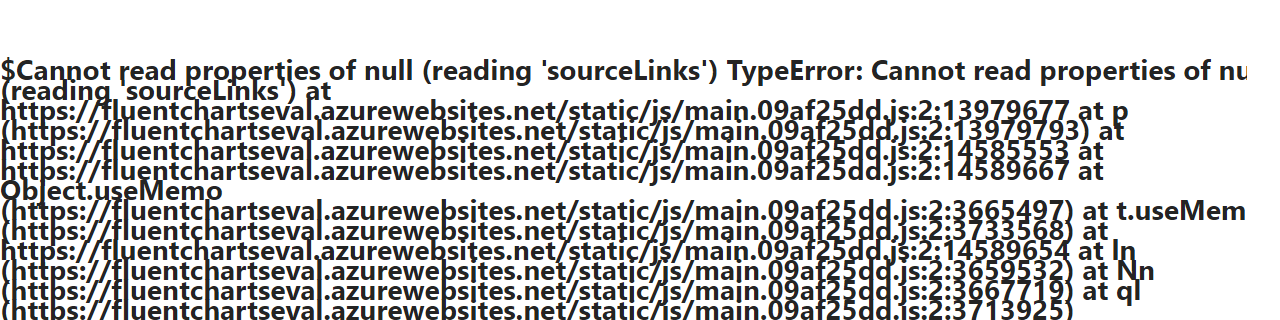 $Cannot read properties of null (reading 'sourceLinks') TypeError: Cannot read properties of nu
(reading 'sourceLinks') at
https://fluentchartseval.azurewebsites.net/static/js/main.09af25dd.js:2:13979677 at p
(https://fluentchartseval.azurewebsites.net/static/js/main.09af25dd.js:2:13979793) at
https://fluentchartseval.azurewebsites.net/static/js/main.09af25dd.js:2:14585553 at
https://fluentchartseval.azurewebsites.net/static/js/main.09af25dd.js:2:14589667 at
Object.useMemo
(https://fluentchartseval.azurewebsites.net/static/js/main.09af25dd.js:2:3665497) at t.useMem
(https://fluentchartseval.azurewebsites.net/static/js/main.09af25dd.js:2:3733568) at
https://fluentchartseval.azurewebsites.net/static/js/main.09af25dd.js:2:14589654 at ln
(https://fluentchartseval.azurewebsites.net/static/js/main.09af25dd.js:2:3659532) at Nn
(https://fluentchartseval.azurewebsites.net/static/js/main.09af25dd.js:2:3667719) at ql
(https://fluentchartseval.azurewebsites.net/static/js/main.09af25dd.js:2:3713925)